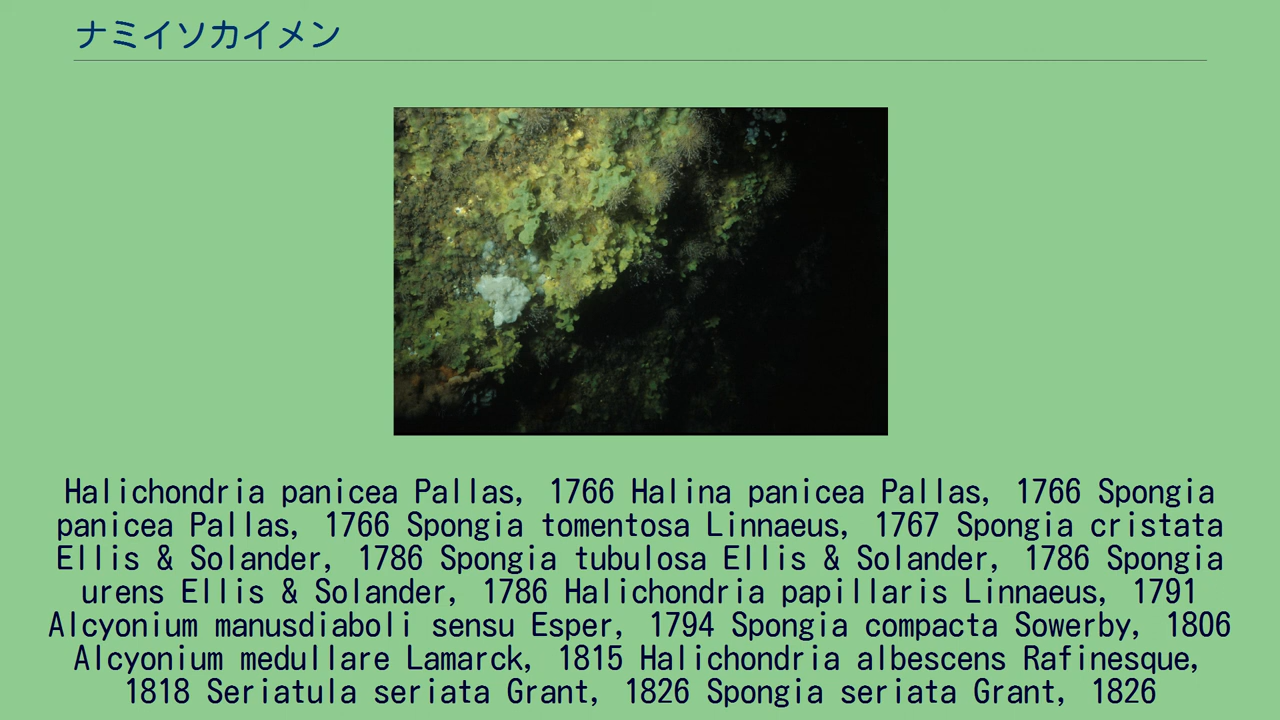 ナミイソカイメン
Halichondria panicea Pallas, 1766 Halina panicea Pallas, 1766 Spongia
panicea Pallas, 1766 Spongia tomentosa Linnaeus, 1767 Spongia cristata
Ellis & Solander, 1786 Spongia tubulosa Ellis & Solander, 1786 Spongia
urens Ellis & Solander, 1786 Halichondria papillaris Linnaeus, 1791
Alcyonium manusdiaboli sensu Esper, 1794 Spongia compacta Sowerby, 1806
Alcyonium medullare Lamarck, 1815 Halichondria albescens Rafinesque,
1818 Seriatula seriata Grant, 1826 Spongia seriata Grant, 1826